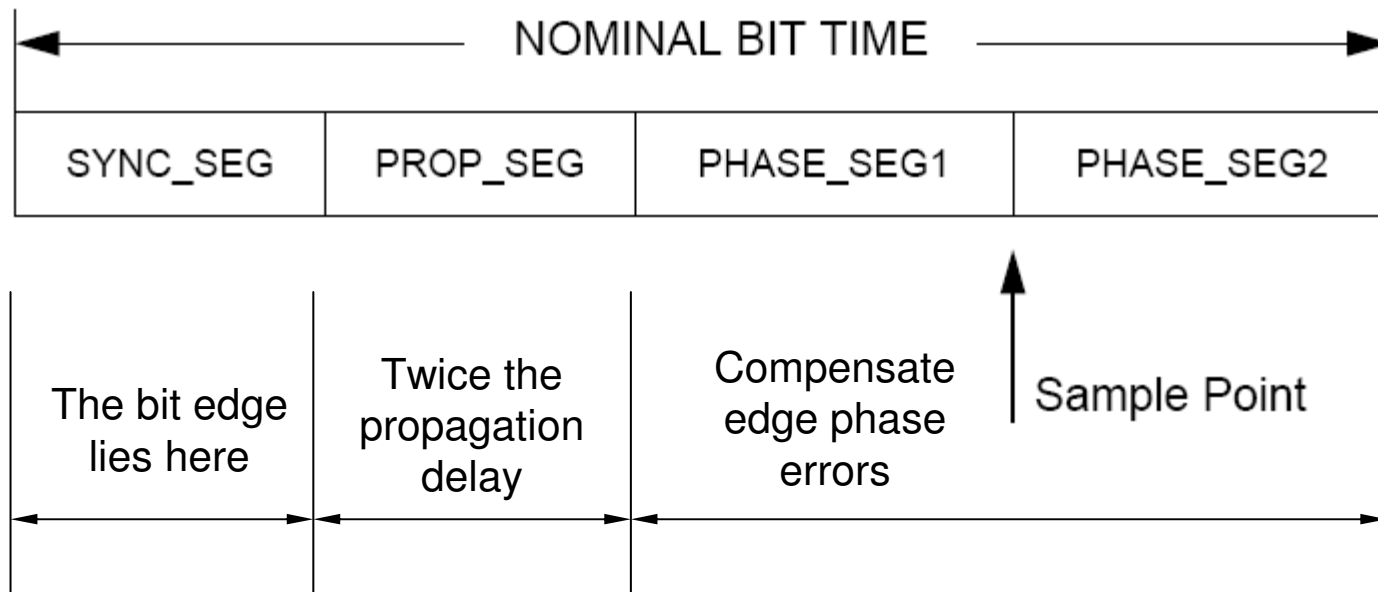 NOMINAL BIT TIME
SYNC_SEG PROP_SEG PHASE_SEG1 PHASE_SEG2
The bit edge
lies here
Twice the
propagation
delay
Compensate
edge phase
errors
Sample Point